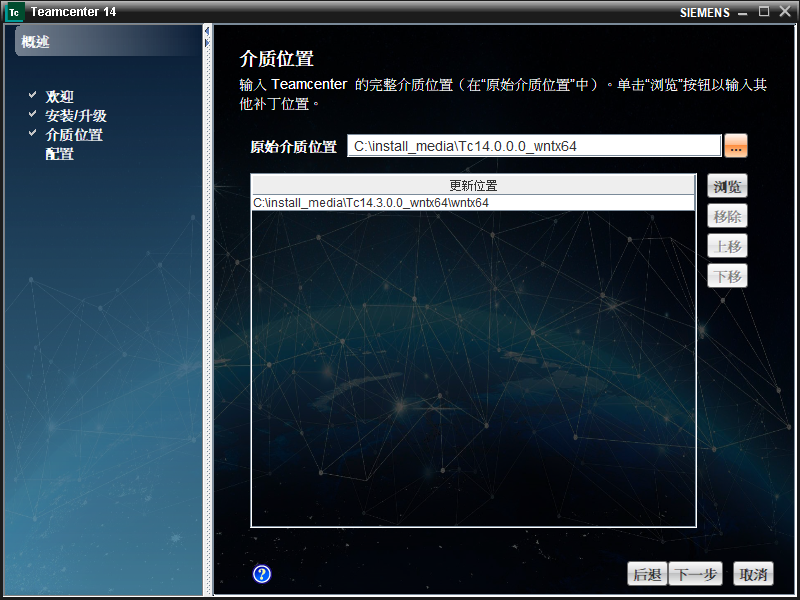 Teamcenter 14
SIEMENS
概述
欢迎
安装/升级
介质位置
配置
介质位置
输入 Teamcenter 的完整介质位置（在“原始介质位置”中）。单击“浏览”按钮以输入其
他补丁位置。
原始介质位置 C:\install_media\Tc14.0.0.0_wntx64 ...
更新位置
C:\install_media\Tc14.3.0.0_wntx64\wntx64
浏览
移除
上移
下移
后退 下一步 取消